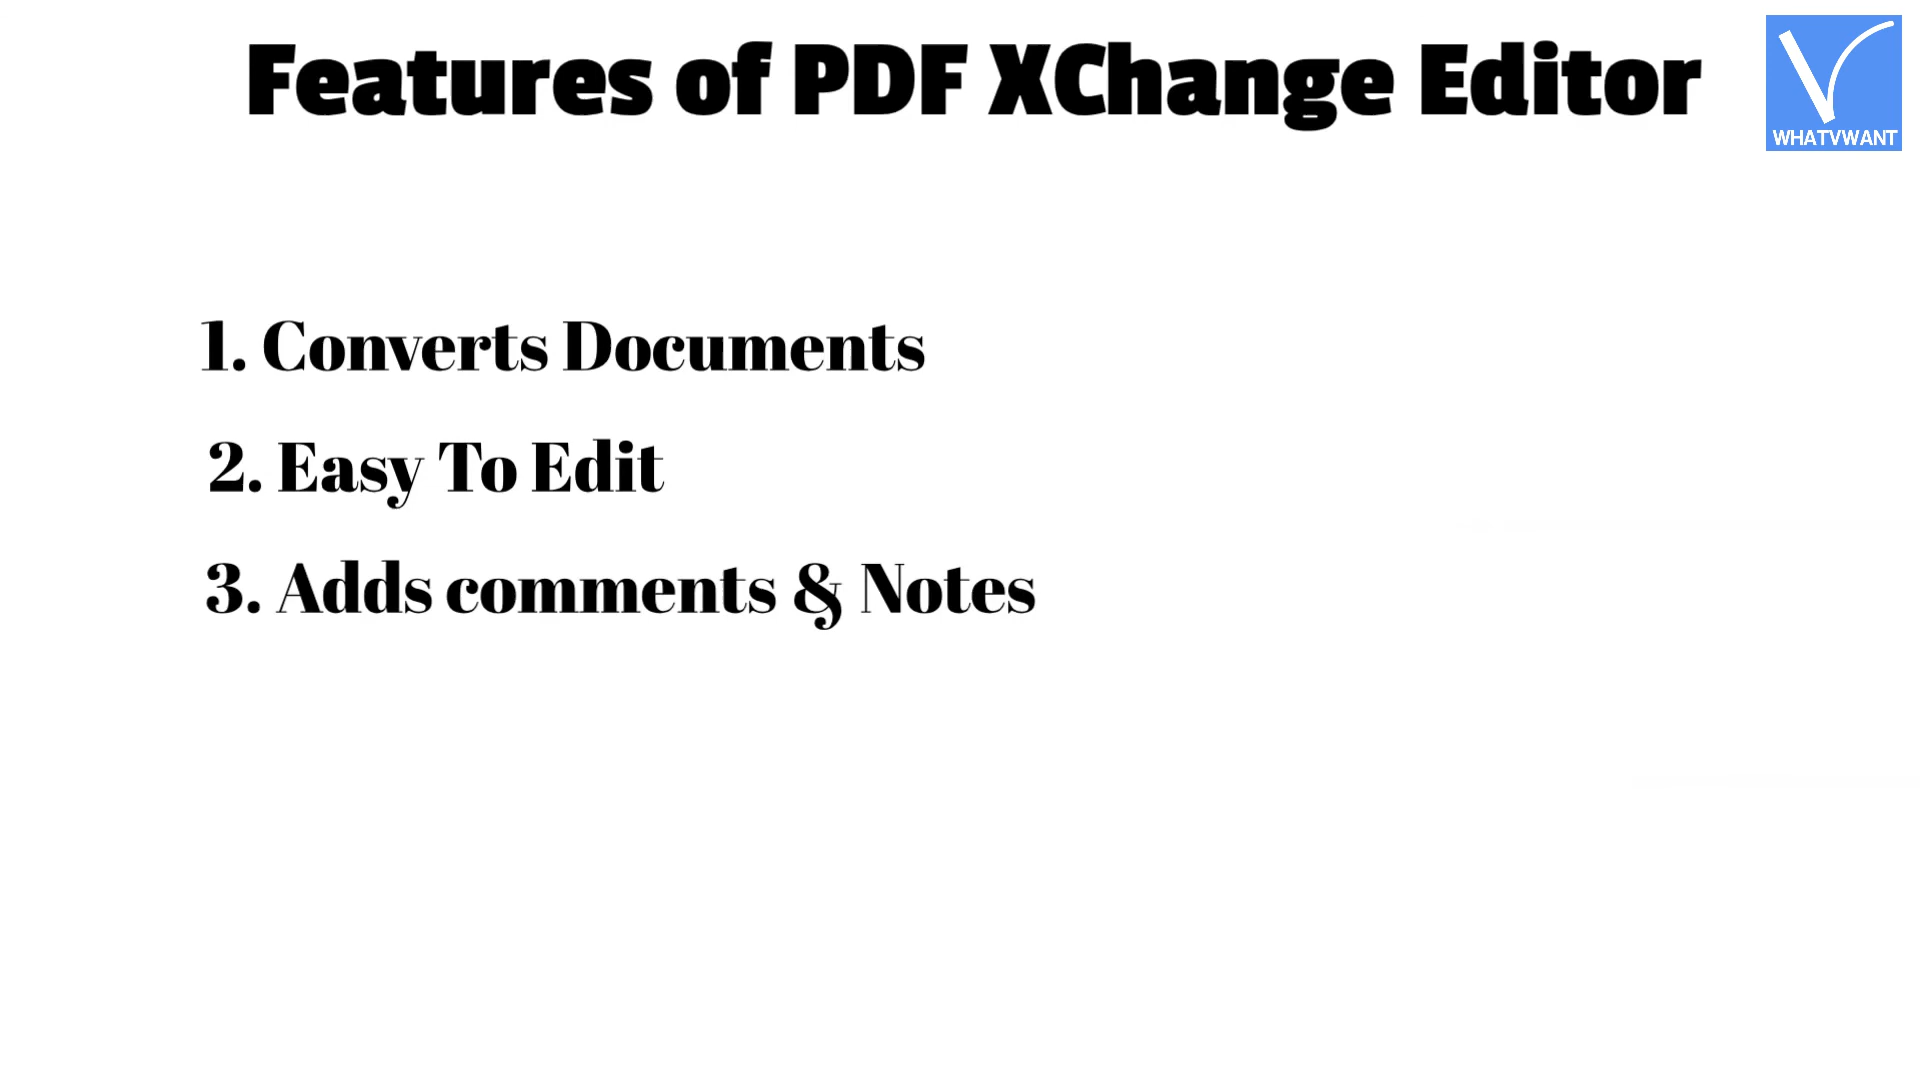 Features of PDF XChange Editor
WHATVWANT
1. Converts Documents
2. Easy To Edit
3. Adds comments & Notes